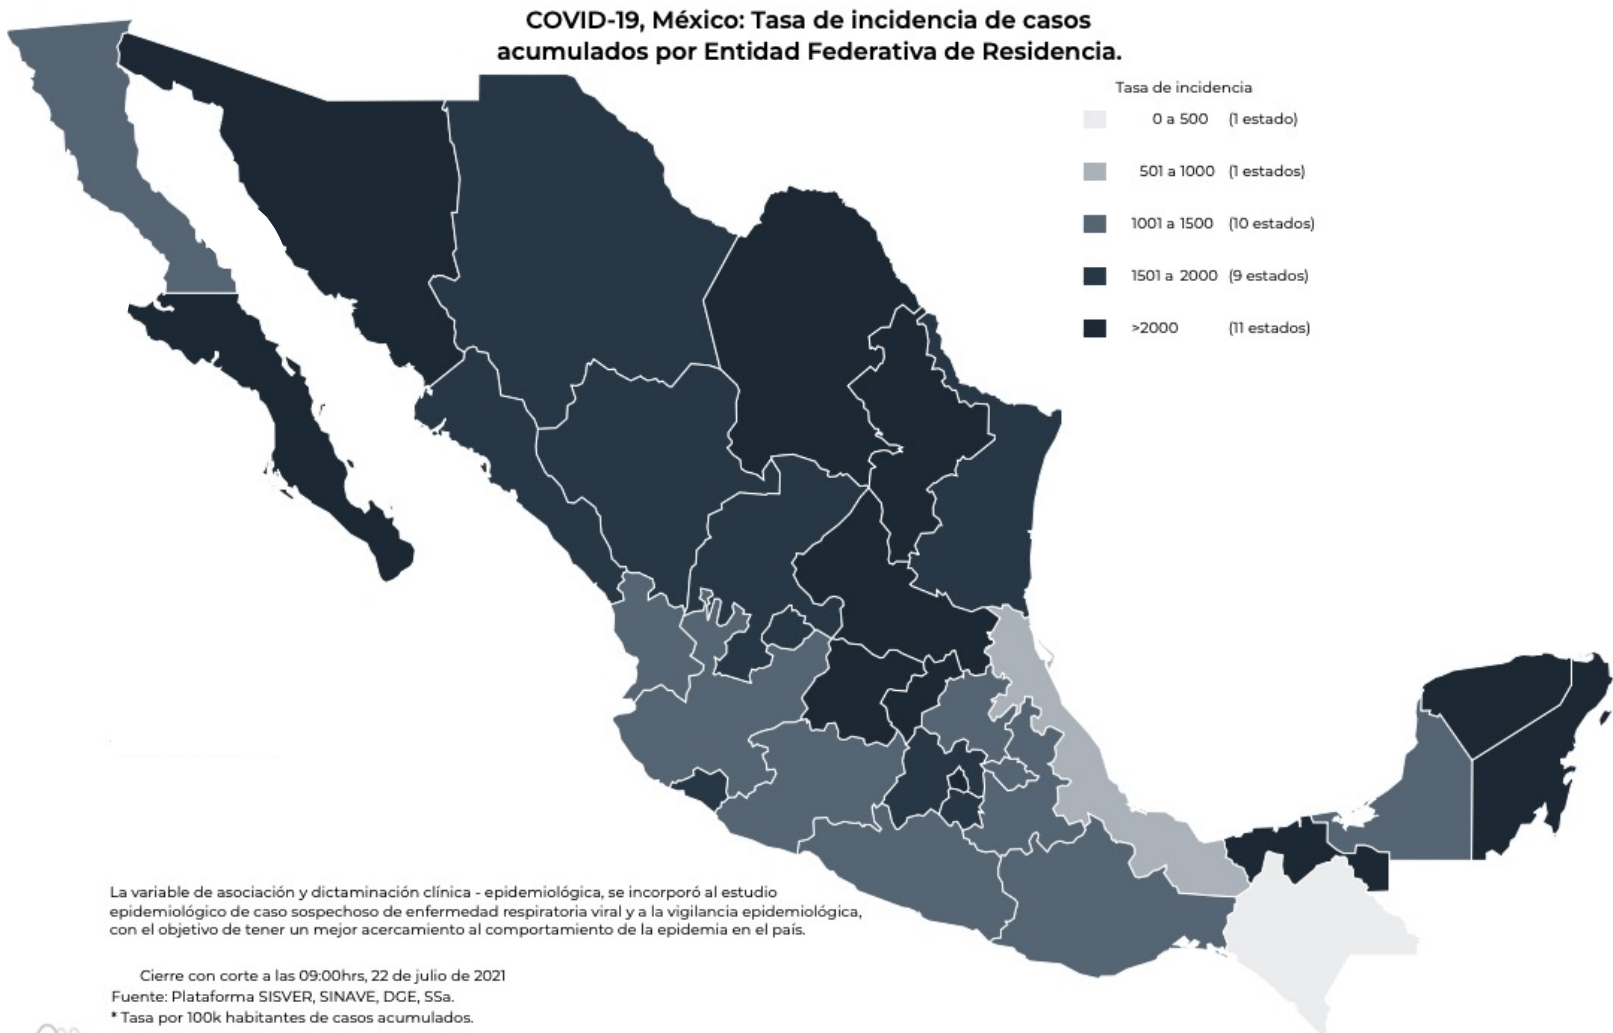 COVID-19, México: Tasa de incidencia de casos
acumulados por Entidad Federativa de Residencia.
Tasa de incidencia
0 a 500 (1 estado)
501 a 1000 (1 estados)
1001 a 1500 (10 estados)
1501 a 2000 (9 estados)
>2000 (11 estados)
La variable de asociación y dictaminación clínica - epidemiológica, se incorporó al estudio
epidemiológico de caso sospechoso de enfermedad respiratoria viral y a la vigilancia epidemiológica,
con el objetivo de tener un mejor acercamiento al comportamiento de la epidemia en el país.
Cierre con corte a las 09:00hrs, 22 de julio de 2021
Fuente: Plataforma SISVER, SINAVE, DGE, SSa.
* Tasa por 100k habitantes de casos acumulados.